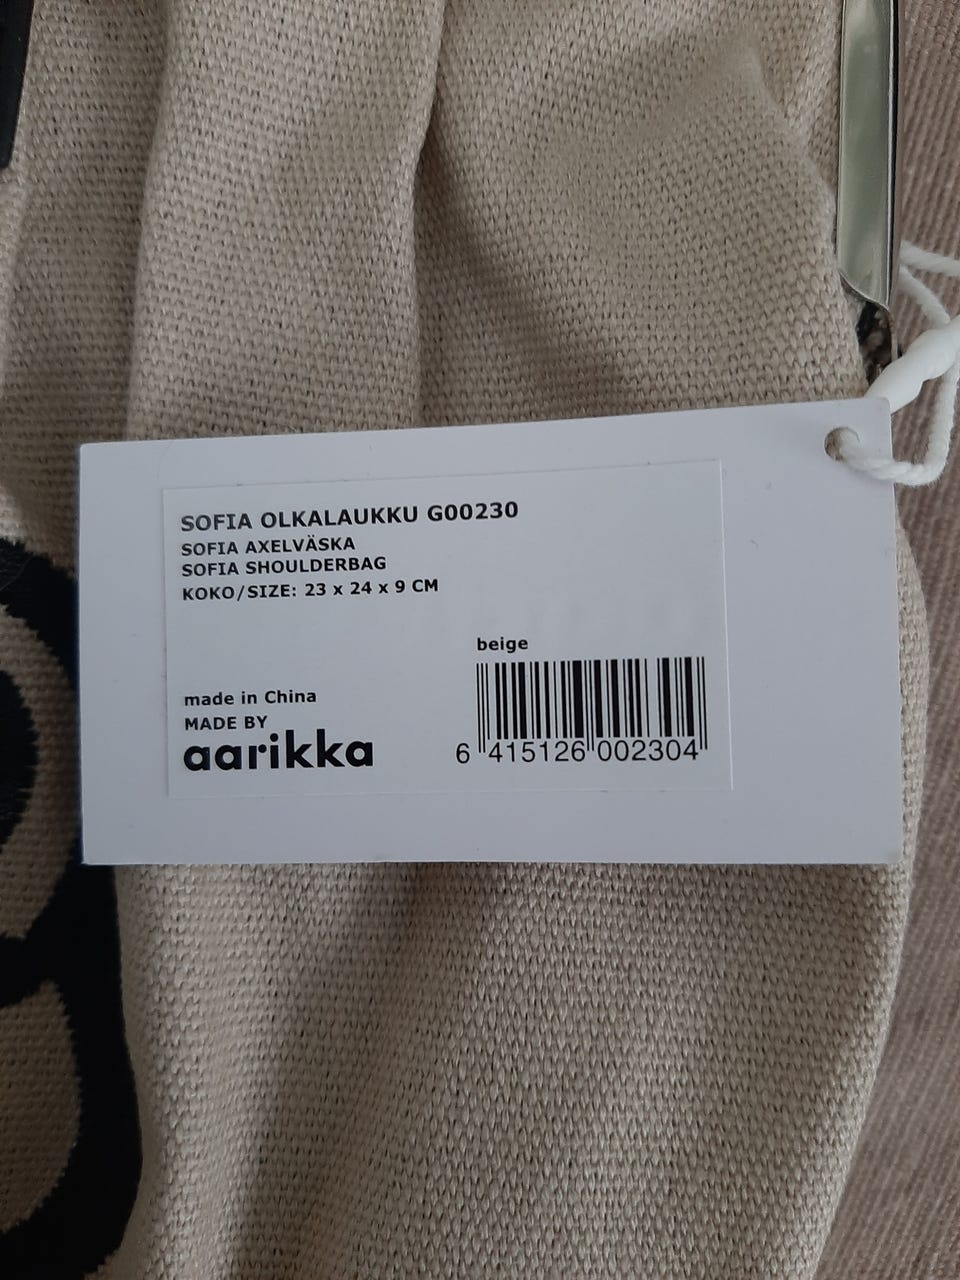 SOFIA OLKALAUKKU G00230
SOFIA AXELVÄSKA
SOFIA SHOULDERBAG
KOKO/SIZE: 23 x 24 x 9 CM
beige
made in China
MADE BY
aarikka
6 415126 002304